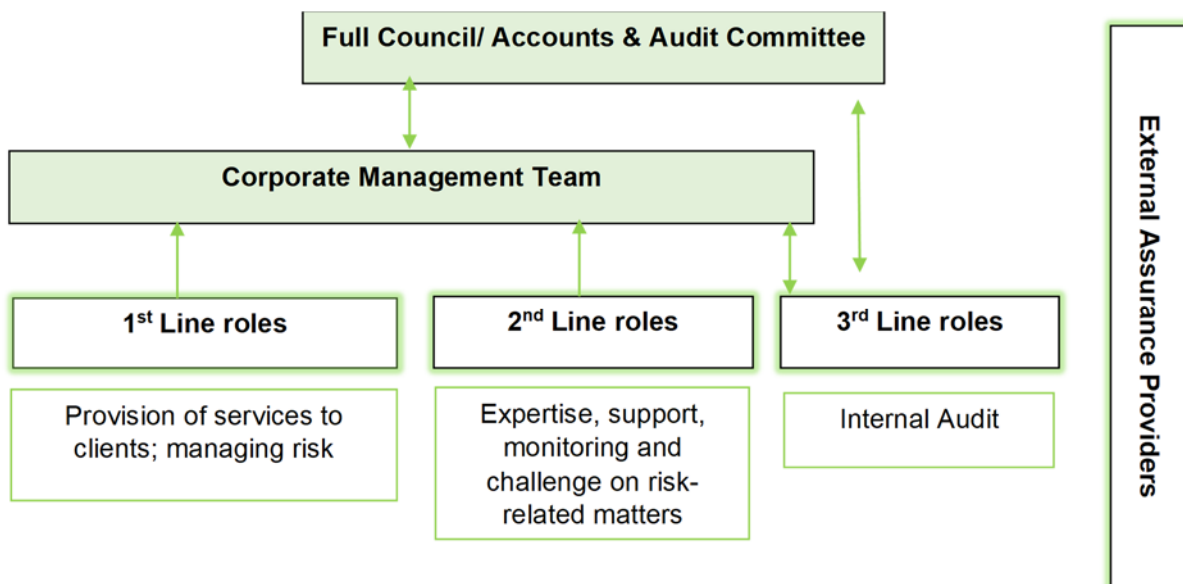 Full Council/ Accounts & Audit Committee
Corporate Management Team
1st Line roles
2nd Line roles
3rd Line roles
Provision of services to
clients; managing risk
Expertise, support,
monitoring and
challenge on risk-
related matters
Internal Audit
External Assurance Providers